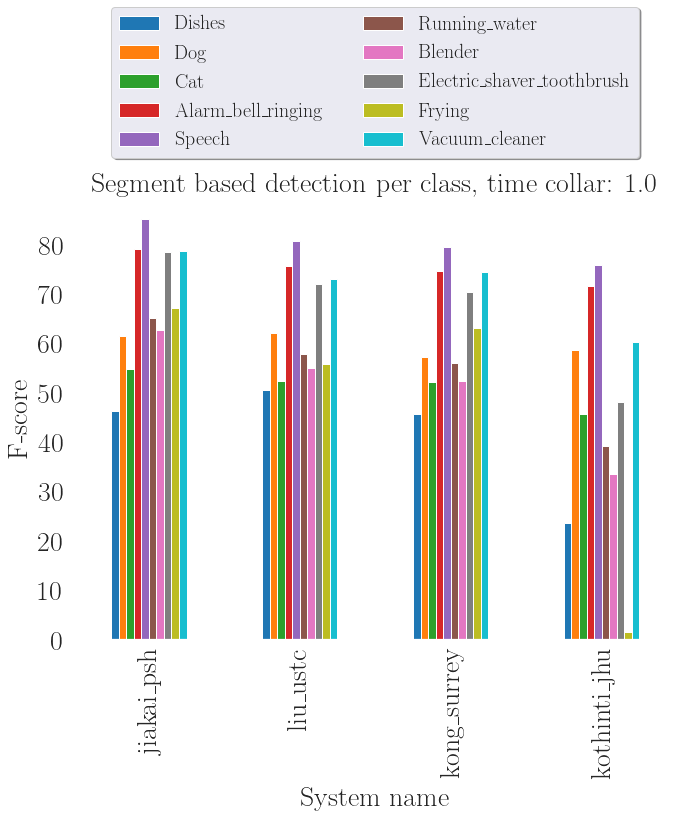 Dishes
Dog
Cat
Alarm_bell_ringing
Speech
Running_water
Blender
Electric_shaver_toothbrush
Frying
Vacuum_cleaner
Segment based detection per class, time collar: 1.0
80
70
60
50
40
30
20
10
0
F-score
jiakai_psh
liu_ustc
kong_surrey
kothinti_jhu
System name